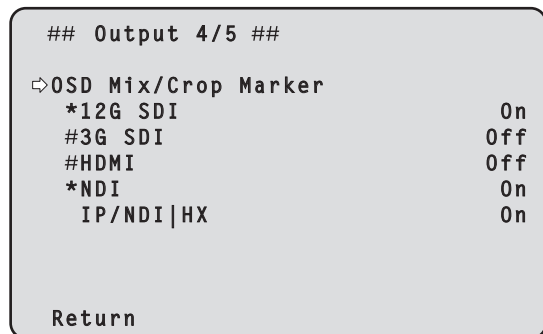 ## Output 4/5 ##
⇨OSD Mix/Crop Marker
*12G SDI On
#3G SDI Off
#HDMI Off
*NDI On
IP/NDI|HX On
Return